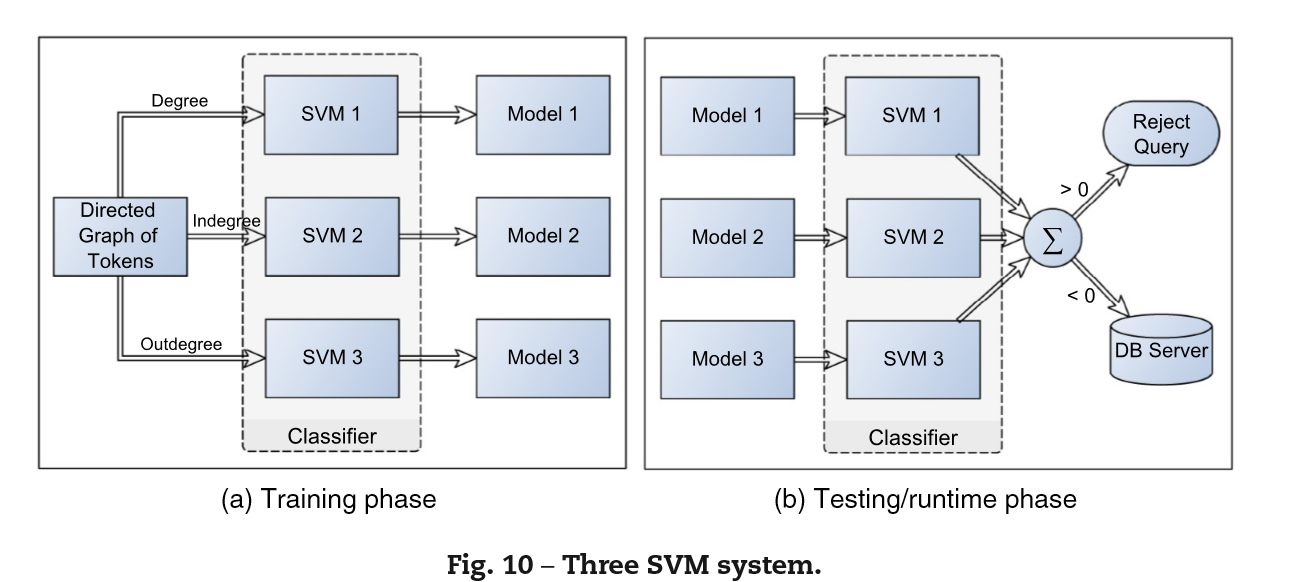 Degree
SVM 1
Model 1
Directed
Graph of
Tokens
Indegree
SVM 2
Model 2
Outdegree
SVM 3
Model 3
Classifier
(a) Training phase
Model 1
SVM 1
Reject
Query
> 0
Model 2
SVM 2
∑
< 0
Model 3
SVM 3
DB Server
Classifier
(b) Testing/runtime phase
Fig. 10 – Three SVM system.